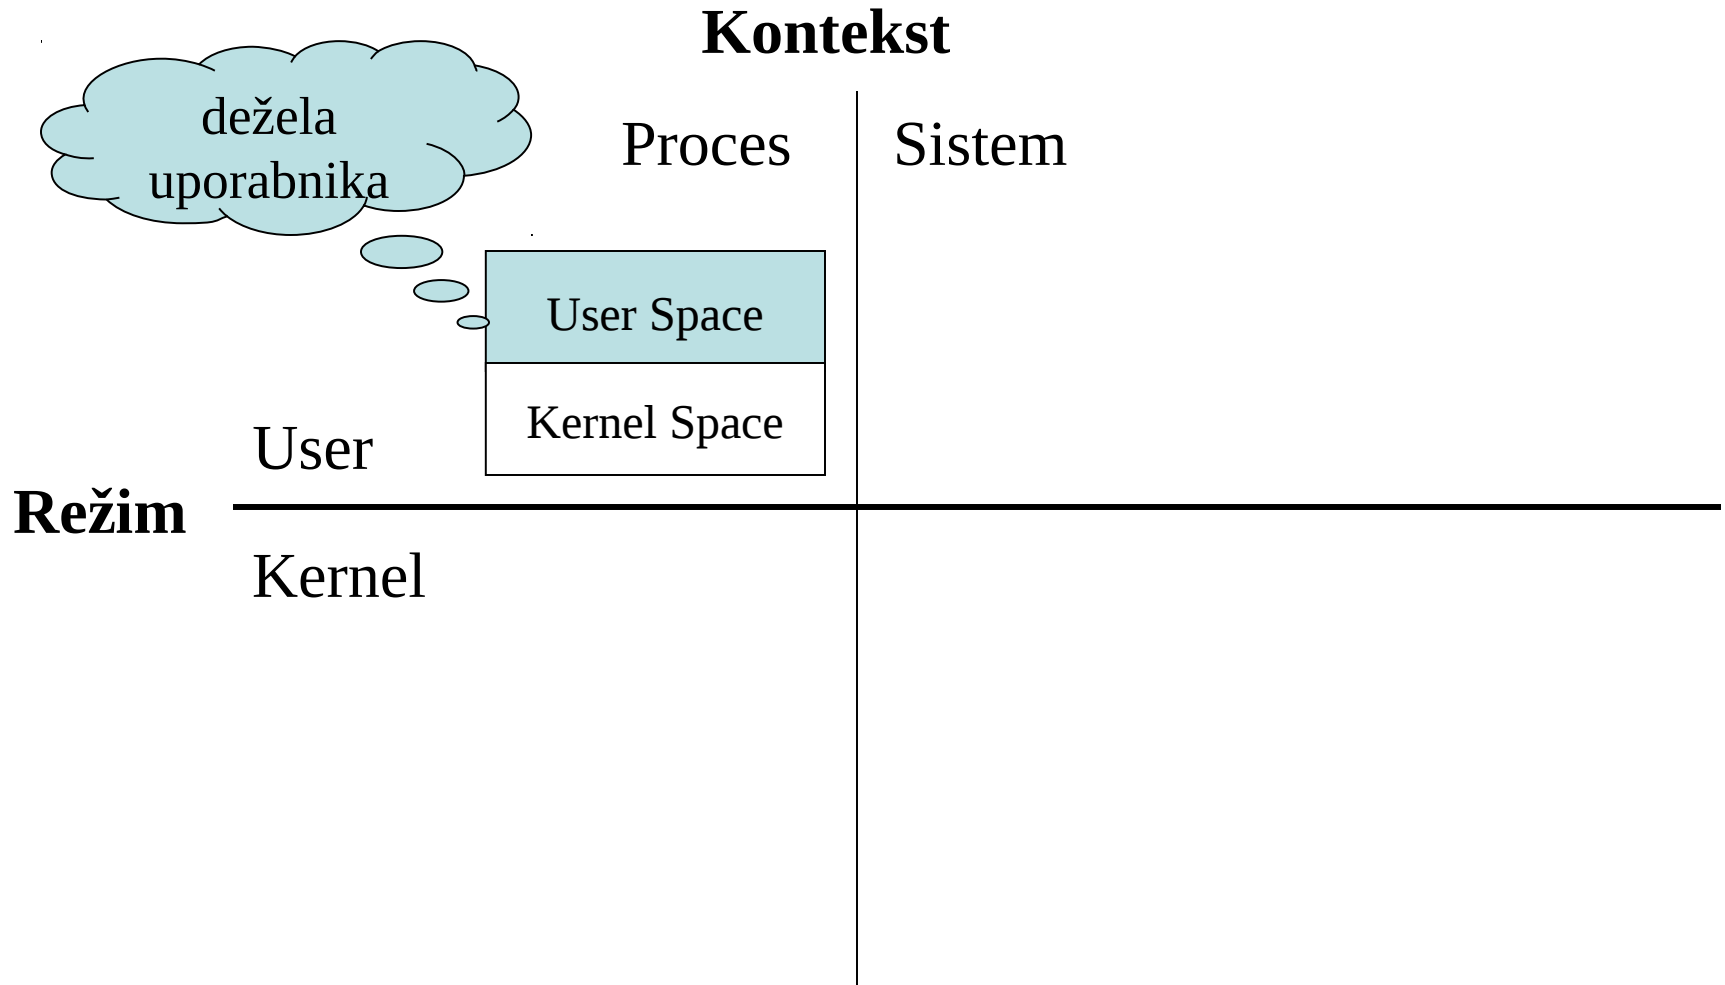 Kontekst
dežela
uporabnika
Proces
Sistem
User Space
Kernel Space
User
Režim
Kernel